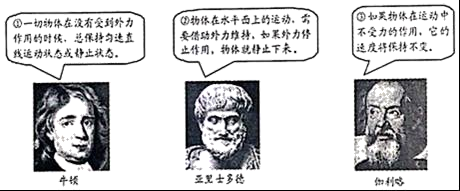 ①一切物体在没有受到外力
作用的时候，总保持匀速直
线运动状态或静止状态。
②物体在水平面上的运动，需
要借助外力维持，如果外力停
止作用，物体就静止下来。
③如果物体在运动中
不受力的作用，它的
速度将保持不变。
牛顿
亚里士多德
伽利略